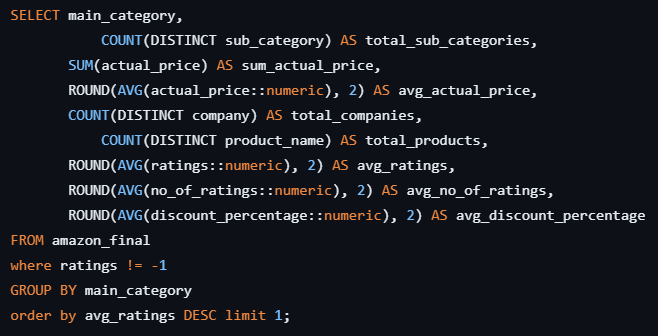 SELECT main_category,
COUNT(DISTINCT sub_category) AS total_sub_categories,
SUM(actual_price) AS sum_actual_price,
ROUND(AVG(actual_price::numeric), 2) AS avg_actual_price,
COUNT(DISTINCT company) AS total_companies,
COUNT(DISTINCT product_name) AS total_products,
ROUND(AVG(ratings::numeric), 2) AS avg_ratings,
ROUND(AVG(no_of_ratings::numeric), 2) AS avg_no_of_ratings,
ROUND(AVG(discount_percentage::numeric), 2) AS avg_discount_percentage
FROM amazon_final
where ratings != -1
GROUP BY main_category
order by avg_ratings DESC limit 1;